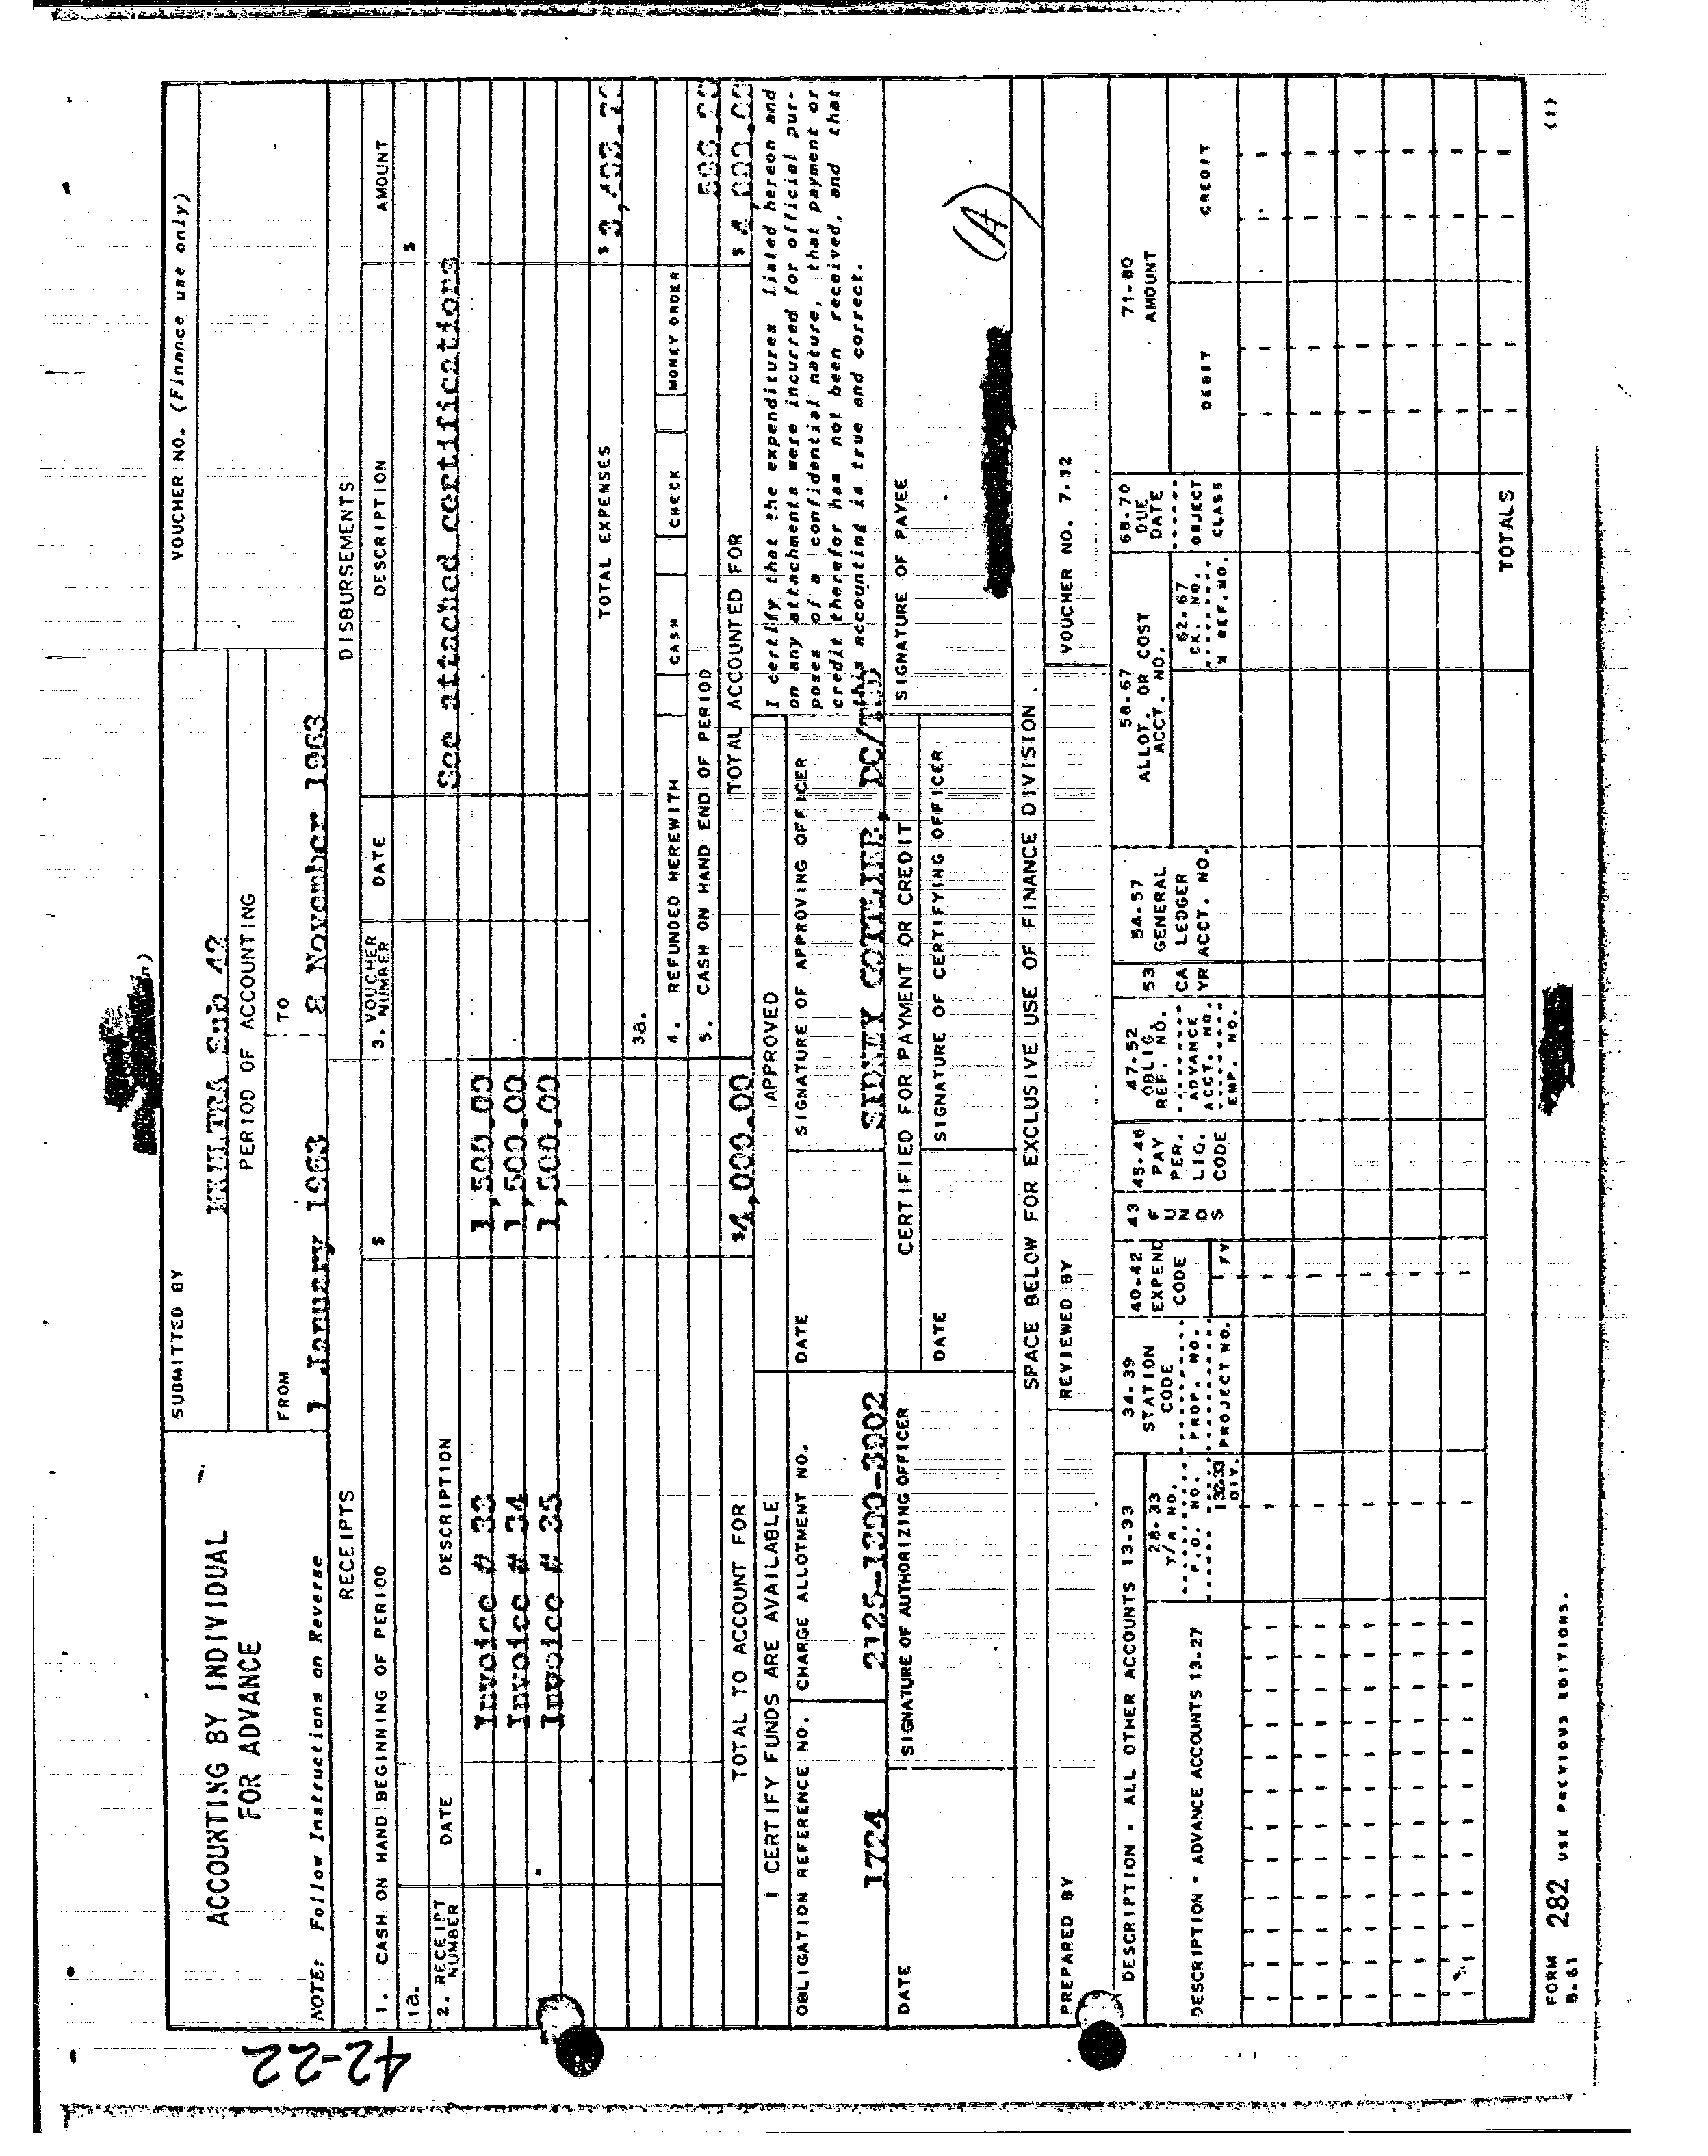 42-22
ACCOUNTING BY INDIVIDUAL
FOR ADVANCE
NOTE: Follow Instructions on Reverse
SUBMITTED BY
MKULTRA Sub 42
PERIOD OF ACCOUNTING
FROM
TO
1 January 1963
8 November 1963
VOUCHER NO. (Finance use only)
RECEIPTS
1. CASH ON HAND BEGINNING OF PERIOD
$
1a.
2. RECEIPT NUMBER
DATE
DESCRIPTION
Invoice # 33 1,500.00
Invoice # 34 1,500.00
Invoice # 35 1,500.00
TOTAL TO ACCOUNT FOR
$4,000.00
DISBURSEMENTS
3. VOUCHER NUMBER
DATE
DESCRIPTION
AMOUNT
$
See attached certifications
TOTAL EXPENSES
3a.
4. REFUNDED HEREWITH
CASH
CHECK
MONEY ORDER
5. CASH ON HAND END OF PERIOD
TOTAL ACCOUNTED FOR
$ 4,000.00
I CERTIFY FUNDS ARE AVAILABLE
OBLIGATION REFERENCE NO.
CHARGE ALLOTMENT NO.
1724
2125-1390-3902
DATE
SIGNATURE OF AUTHORIZING OFFICER
APPROVED
DATE
SIGNATURE OF APPROVING OFFICER
SIDNEY GOTTLIEB, DC/TSD
CERTIFIED FOR PAYMENT OR CREDIT
DATE
SIGNATURE OF CERTIFYING OFFICER
I certify that the expenditures listed hereon and
on any attachments were incurred for official pur-
poses of a confidential nature, that payment or
credit therefor has not been received, and that
this accounting is true and correct.
SIGNATURE OF PAYEE
(A)
SPACE BELOW FOR EXCLUSIVE USE OF FINANCE DIVISION.
PREPARED BY
REVIEWED BY
VOUCHER NO. 7-12
DESCRIPTION - ALL OTHER ACCOUNTS 13-33
DESCRIPTION - ADVANCE ACCOUNTS 13-27
28-33
T/A NO.
P.O. NO.
DIV.
34-39
STATION
CODE
PROP. NO.
PROJECT NO.
40-42
EXPEND
CODE
FY
43
FUNDS
45-46
PAY
PER.
LIQ.
CODE
47-52
OBLIG.
REF. NO.
ADVANCE
ACCT. NO.
EMP. NO.
53
CA
YR
54-57
GENERAL
LEDGER
ACCT. NO.
58-67
ALLOT. OR COST
ACCT. NO.
62-67
CK. NO.
X REF.NO.
68-70
DUE
DATE
OBJECT
CLASS
71-80
AMOUNT
DEBIT
CREDIT
TOTALS
FORM
5-61
282
USE PREVIOUS EDITIONS.
(1)